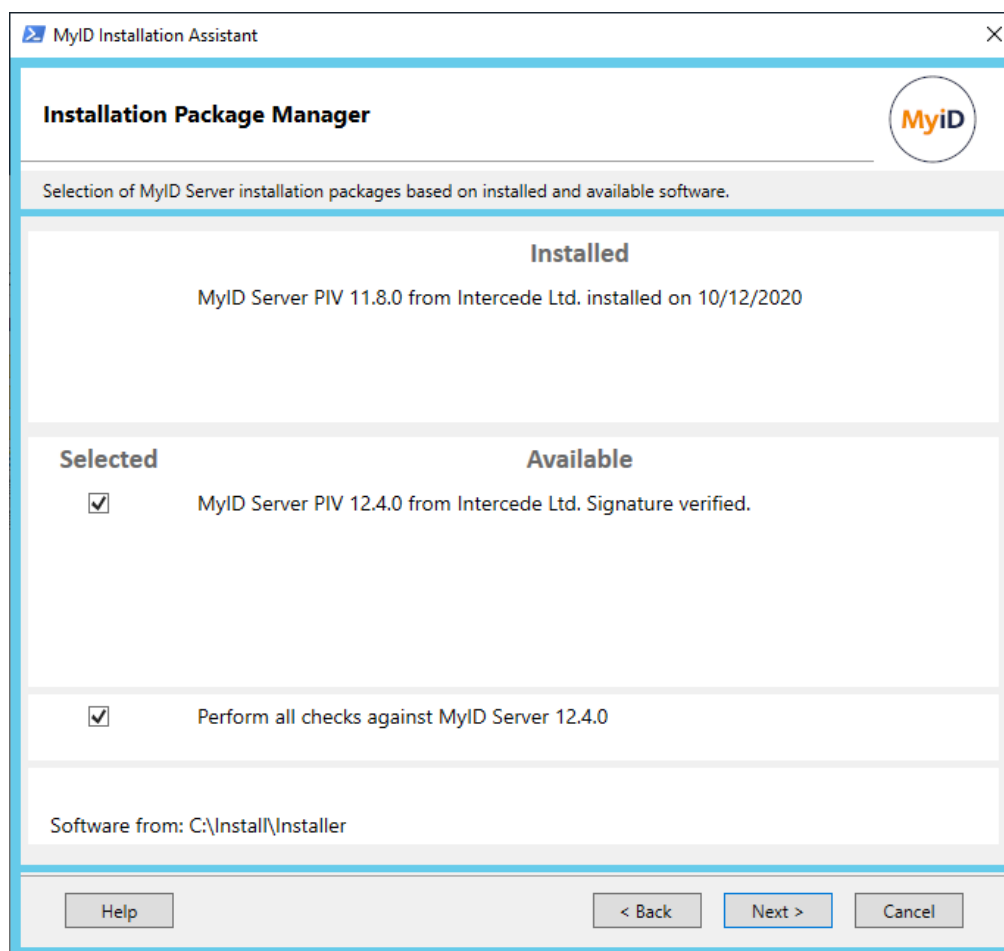 MyID Installation Assistant
Installation Package Manager
MyiD
Selection of MyID Server installation packages based on installed and available software.
Installed
MyID Server PIV 11.8.0 from Intercede Ltd. installed on 10/12/2020
Selected Available
MyID Server PIV 12.4.0 from Intercede Ltd. Signature verified.
Perform all checks against MyID Server 12.4.0
Software from: C:\Install\Installer
Help < Back Next > Cancel